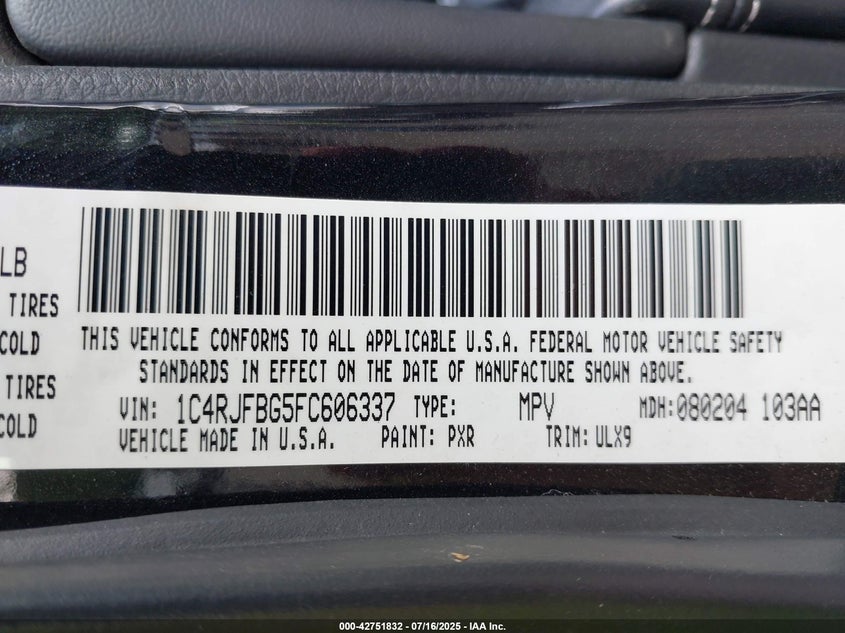 LB
TIRES
COLD
TIRES
COLD
THIS VEHICLE CONFORMS TO ALL APPLICABLE U.S.A. FEDERAL MOTOR VEHICLE SAFETY
STANDARDS IN EFFECT ON THE DATE OF MANUFACTURE SHOWN ABOVE.
VIN: 1C4RJFBG5FC606337 TYPE: MPV MDH:080204 103AA
VEHICLE MADE IN U.S.A. PAINT: PXR TRIM: ULX9
000-42751832 - 07/16/2025 - IAA Inc.